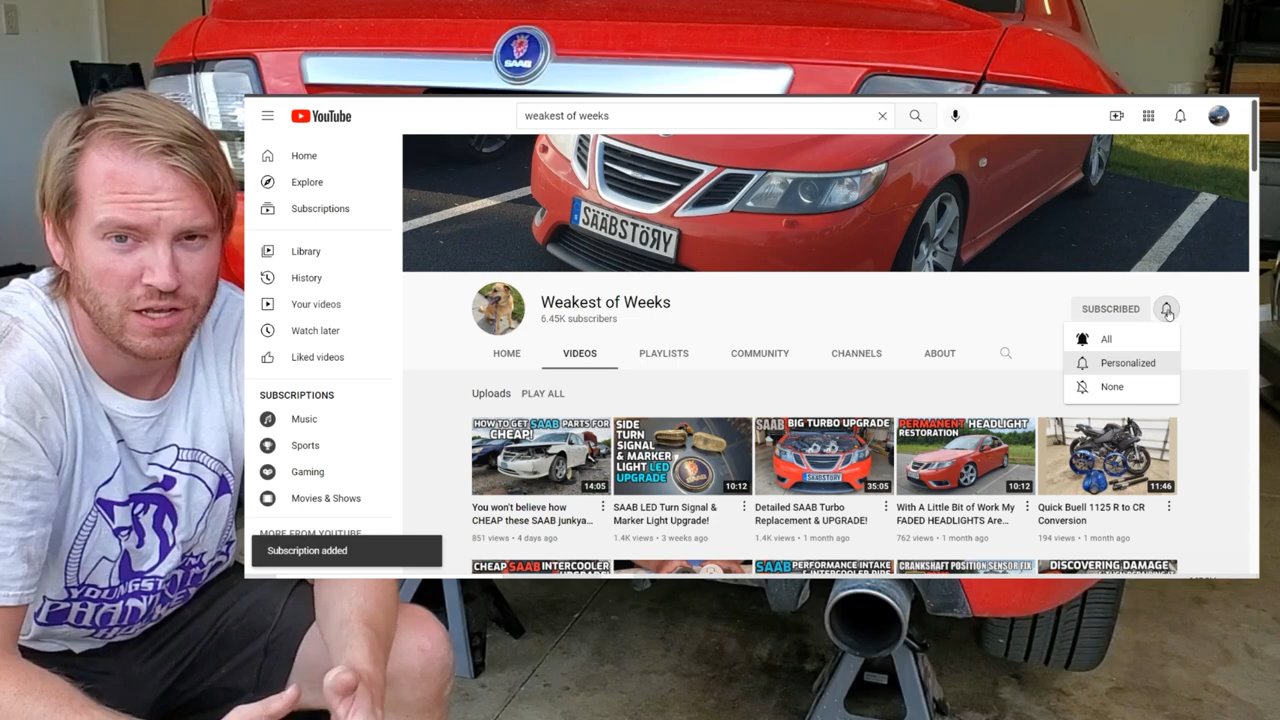 SAAB
YouTube
weakest of weeks
Home
Explore
Subscriptions
Library
History
Your videos
Watch later
Liked videos
SUBSCRIPTIONS
Music
Sports
Gaming
Movies & Shows
MORE FROM YOUTUBE
Subscription added
SÄÄBSTÖЯY
Weakest of Weeks
6.45K subscribers
SUBSCRIBED
All
Personalized
None
HOME
VIDEOS
PLAYLISTS
COMMUNITY
CHANNELS
ABOUT
Uploads
PLAY ALL
HOW TO GET SAAB PARTS FOR
CHEAP!
14:05
You won't believe how
CHEAP these SAAB junkya...
851 views • 4 days ago
SIDE
TURN
SIGNAL
& MARKER
LIGHT LED
UPGRADE
10:12
SAAB LED Turn Signal &
Marker Light Upgrade!
1.4K views • 3 weeks ago
SAAB BIG TURBO UPGRADE
SÄÄBSTÖЯY
35:05
Detailed SAAB Turbo
Replacement & UPGRADE!
1.4K views • 1 month ago
PERMANENT HEADLIGHT
RESTORATION
10:12
With A Little Bit of Work My
FADED HEADLIGHTS Are...
762 views • 1 month ago
11:46
Quick Buell 1125 R to CR
Conversion
194 views • 1 month ago
CHEAP SAAB INTERCOOLER
SAAB PERFORMANCE INTAKE
CRANKSHAFT POSITION SENSOR FIX
DISCOVERING DAMAGE
YOUNGSTOWN